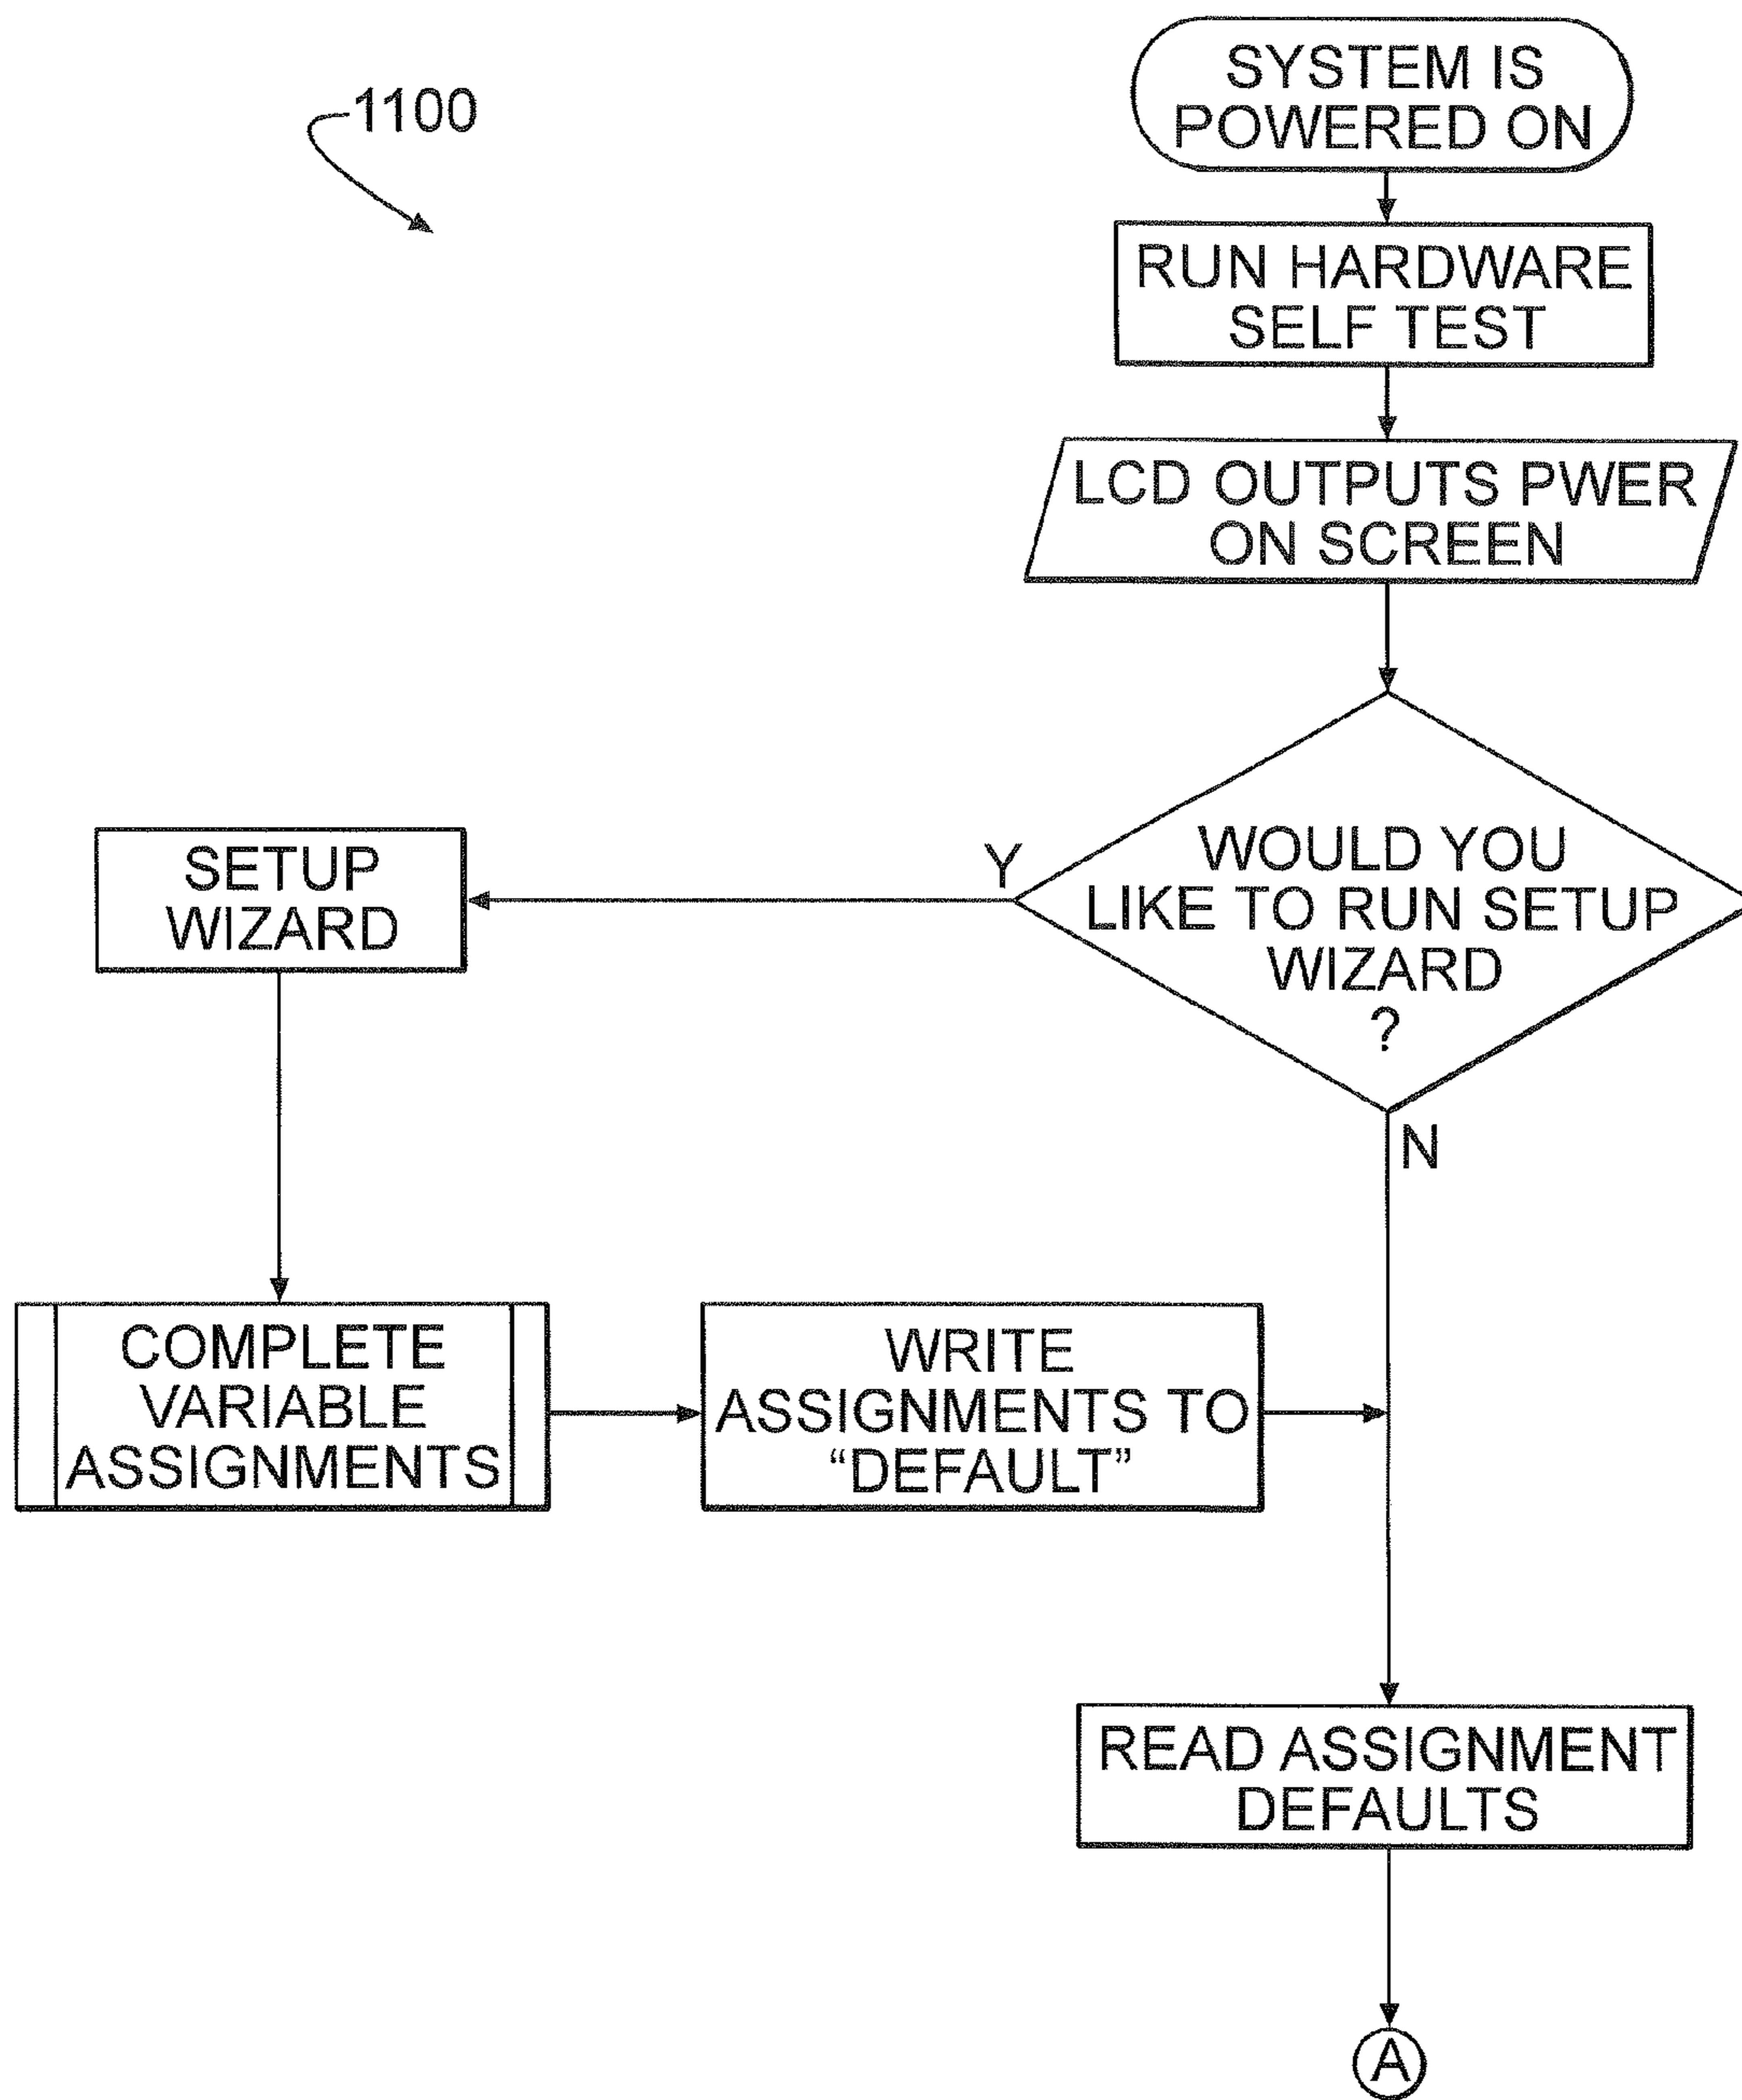 1100
SYSTEM IS
POWERED ON
RUN HARDWARE
SELF TEST
LCD OUTPUTS PWER
ON SCREEN
WOULD YOU
LIKE TO RUN SETUP
WIZARD
?
Y
N
SETUP
WIZARD
COMPLETE
VARIABLE
ASSIGNMENTS
WRITE
ASSIGNMENTS TO
“DEFAULT”
READ ASSIGNMENT
DEFAULTS
A